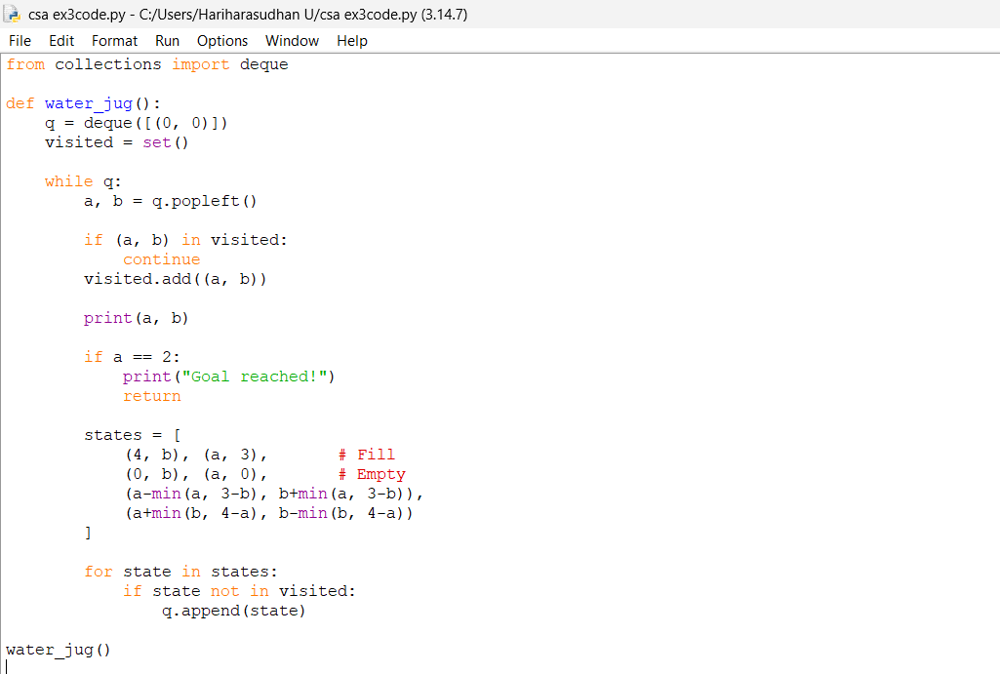 csa ex3code.py - C:/Users/Hariharasudhan U/csa ex3code.py (3.14.7)
File Edit Format Run Options Window Help
from collections import deque
def water_jug():
    q = deque([(0, 0)])
    visited = set()
    while q:
        a, b = q.popleft()
        if (a, b) in visited:
            continue
        visited.add((a, b))
        print(a, b)
        if a == 2:
            print("Goal reached!")
            return
        states = [
            (4, b), (a, 3),       # Fill
            (0, b), (a, 0),       # Empty
            (a-min(a, 3-b), b+min(a, 3-b)),
            (a+min(b, 4-a), b-min(b, 4-a))
        ]
        for state in states:
            if state not in visited:
                q.append(state)
water_jug()